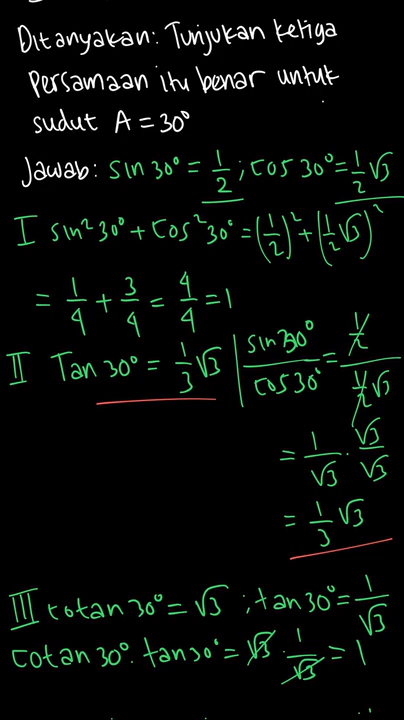 Ditanyakan: Tunjukan ketiga
Persamaan itu benar untuk
sudut A = 30°
Jawab: sin 30° = 1/2 ; cos 30° = 1/2 √3
I sin² 30° + cos² 30° = (1/2)² + (1/2 √3)²
= 1/4 + 3/4 = 4/4 = 1
II Tan 30° = 1/3 √3 | sin 30° / cos 30° = 1/2 / 1/2 √3
= 1/√3 · √3/√3
= 1/3 √3
III cotan 30° = √3 ; tan 30° = 1/√3
cotan 30° · tan 30° = √3 · 1/√3 = 1